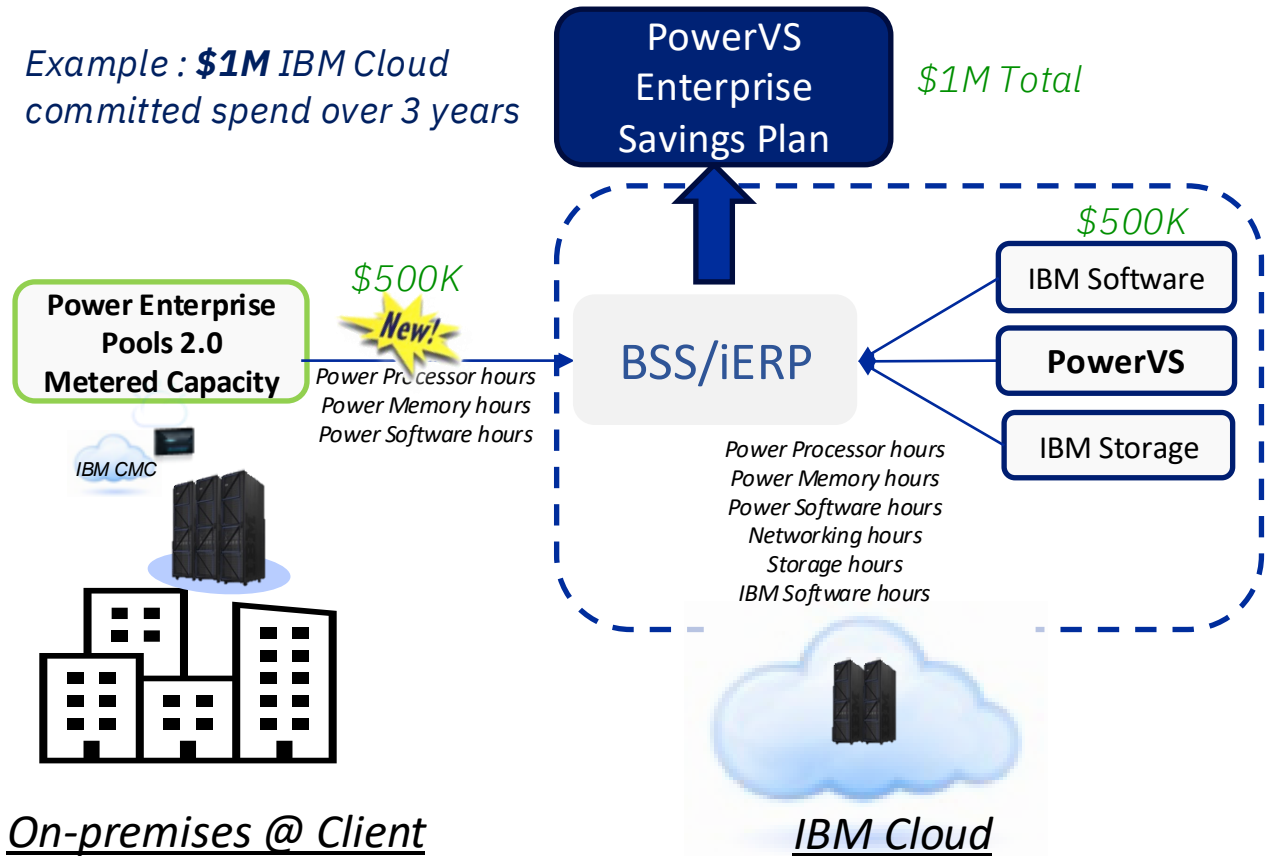 Example : $1M IBM Cloud
committed spend over 3 years
PowerVS
Enterprise
Savings Plan
$1M Total
$500K
Power Enterprise
Pools 2.0
Metered Capacity
$500K
New!
Power Processor hours
Power Memory hours
Power Software hours
IBM CMC
BSS/iERP
IBM Software
PowerVS
IBM Storage
Power Processor hours
Power Memory hours
Power Software hours
Networking hours
Storage hours
IBM Software hours
On-premises @ Client
IBM Cloud